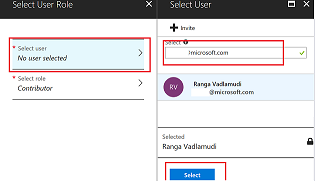 Select User Role
* Select user
No user selected
* Select role
Contributor
Select User
+ Invite
Select
@microsoft.com
RV
Ranga Vadlamudi
@microsoft.com
Selected
Ranga Vadlamudi
Select